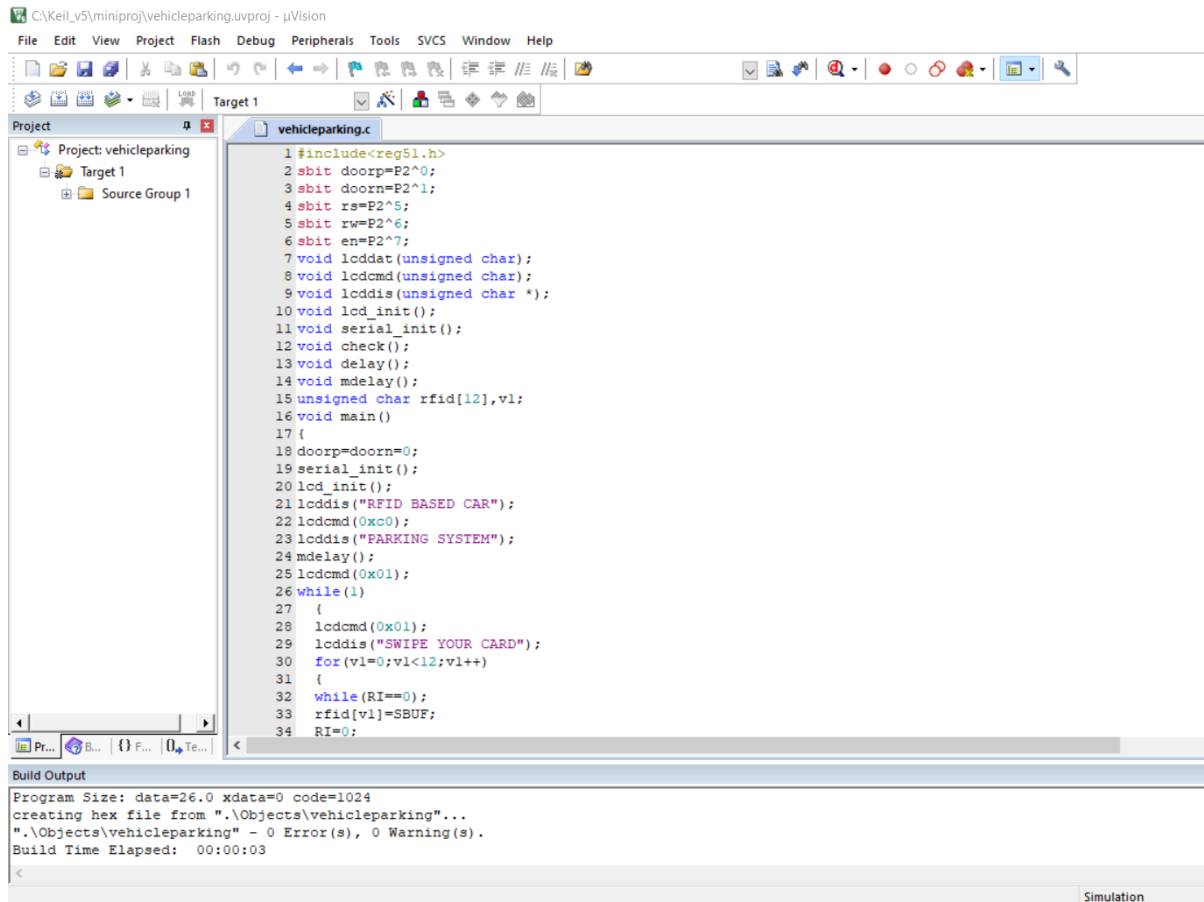 C:\Keil_v5\miniproj\vehicleparking.uvproj - µVision
File Edit View Project Flash Debug Peripherals Tools SVCS Window Help
LOAD Target 1
Project
vehicleparking.c
Project: vehicleparking
Target 1
Source Group 1
1 #include<reg51.h>
2 sbit doorp=P2^0;
3 sbit doorn=P2^1;
4 sbit rs=P2^5;
5 sbit rw=P2^6;
6 sbit en=P2^7;
7 void lcddat(unsigned char);
8 void lcdcmd(unsigned char);
9 void lcddis(unsigned char *);
10 void lcd_init();
11 void serial_init();
12 void check();
13 void delay();
14 void mdelay();
15 unsigned char rfid[12],v1;
16 void main()
17 {
18 doorp=doorn=0;
19 serial_init();
20 lcd_init();
21 lcddis("RFID BASED CAR");
22 lcdcmd(0xc0);
23 lcddis("PARKING SYSTEM");
24 mdelay();
25 lcdcmd(0x01);
26 while(1)
27 {
28 lcdcmd(0x01);
29 lcddis("SWIPE YOUR CARD");
30 for(v1=0;v1<12;v1++)
31 {
32 while(RI==0);
33 rfid[v1]=SBUF;
34 RI=0;
Pr... B... {} F... 0 Te...
Build Output
Program Size: data=26.0 xdata=0 code=1024
creating hex file from ".\Objects\vehicleparking"...
".\Objects\vehicleparking" - 0 Error(s), 0 Warning(s).
Build Time Elapsed:  00:00:03
Simulation